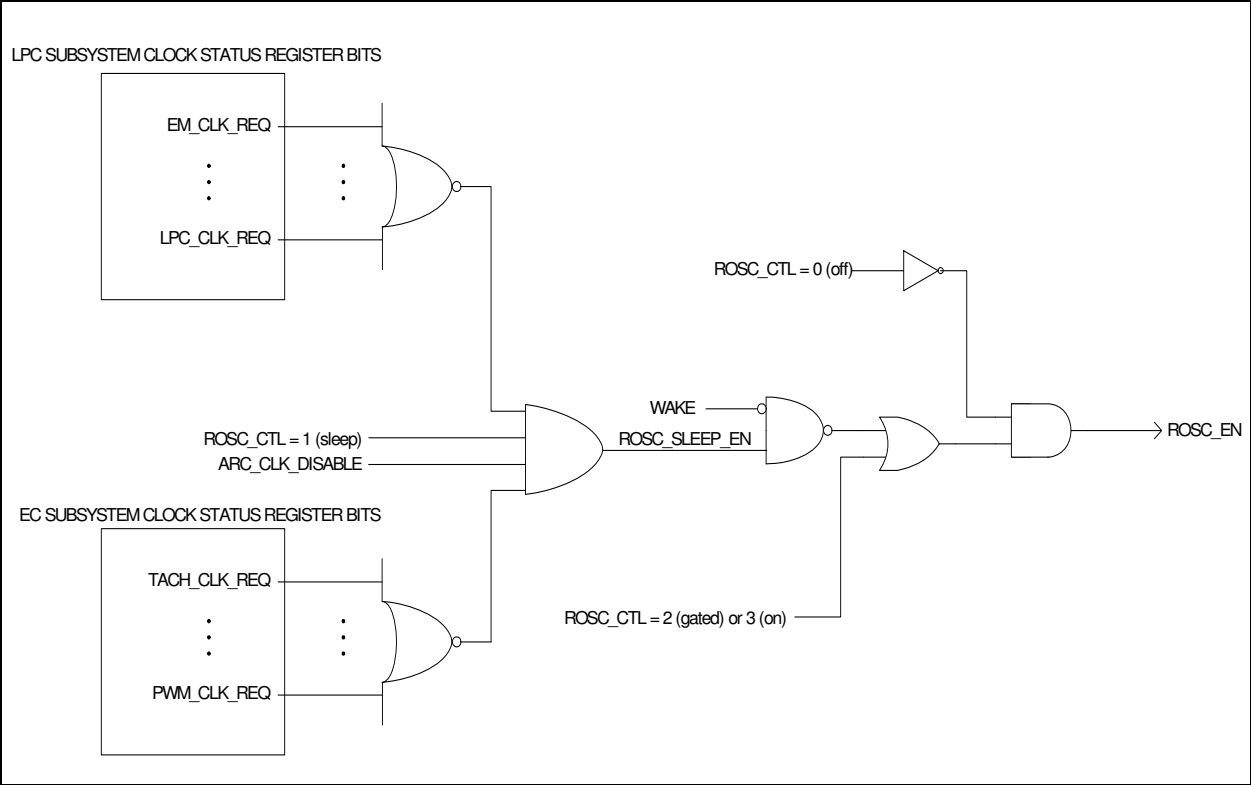 LPC SUBSYSTEM CLOCK STATUS REGISTER BITS
EM_CLK_REQ
LPC_CLK_REQ
ROSC_CTL = 0 (off)
WAKE
ROSC_CTL = 1 (sleep)
ROSC_SLEEP_EN
ROSC_EN
ARC_CLK_DISABLE
EC SUBSYSTEM CLOCK STATUS REGISTER BITS
TACH_CLK_REQ
ROSC_CTL = 2 (gated) or 3 (on)
PWM_CLK_REQ